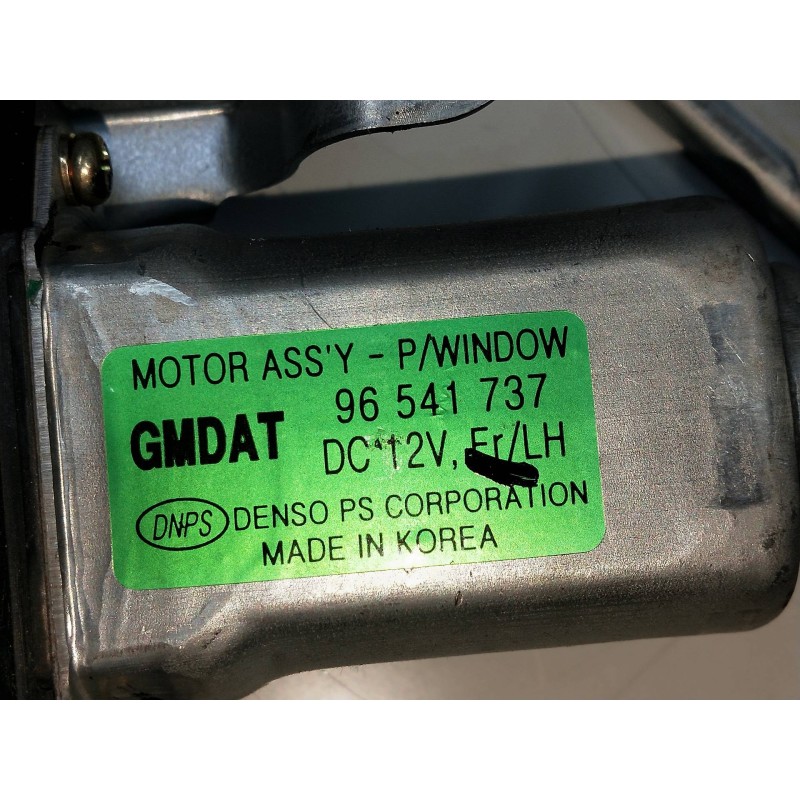 MOTOR ASS'Y - P/WINDOW
GMDAT 96 541 737
DC 12V, Fr/LH
DNPS DENSO PS CORPORATION
MADE IN KOREA